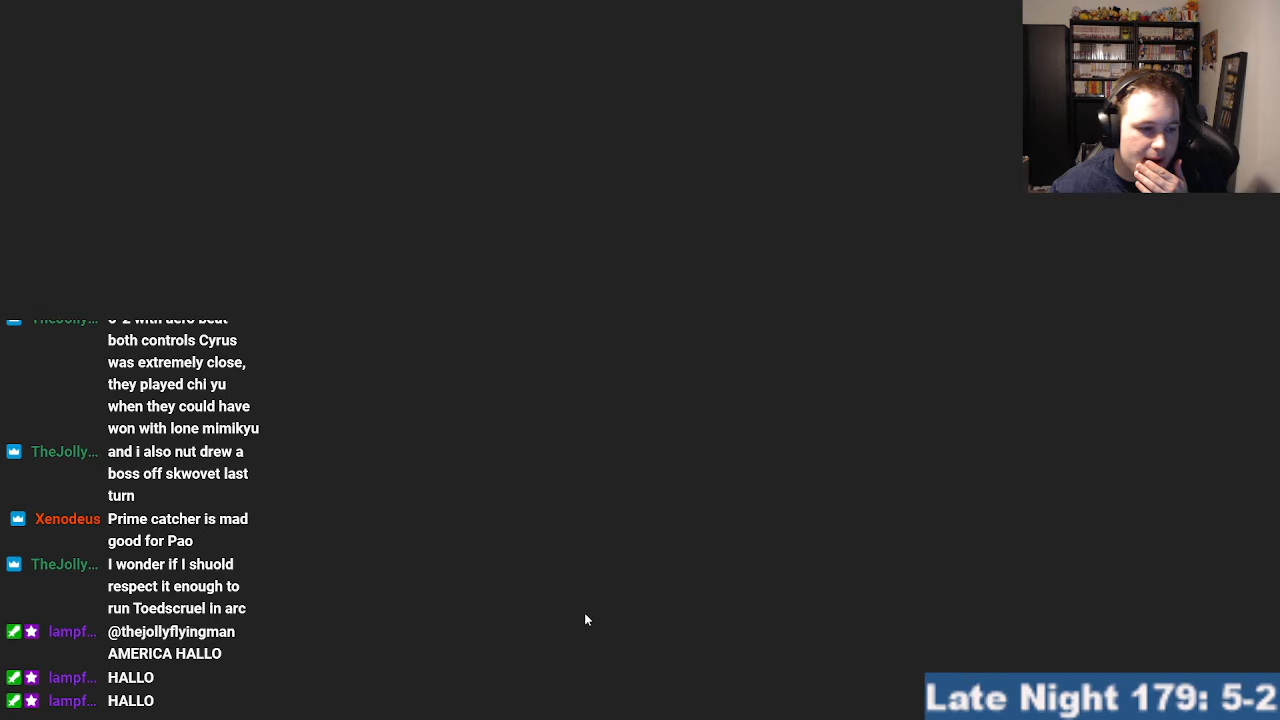 TheJolly...
both controls Cyrus
was extremely close,
they played chi yu
when they could have
won with lone mimikyu
TheJolly... and i also nut drew a
boss off skwovet last
turn
Xenodeus Prime catcher is mad
good for Pao
TheJolly... I wonder if I shuold
respect it enough to
run Toedscruel in arc
lampf... @thejollyflyingman
AMERICA HALLO
lampf... HALLO
lampf... HALLO
Late Night 179: 5-2